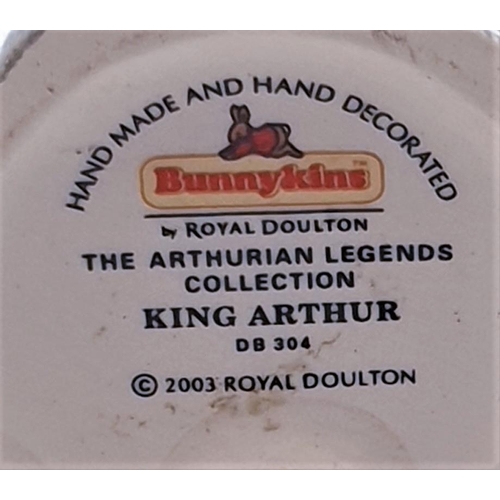 HAND MADE AND HAND DECORATED
Bunnykins™
by ROYAL DOULTON
THE ARTHURIAN LEGENDS
COLLECTION
KING ARTHUR
DB 304
© 2003 ROYAL DOULTON